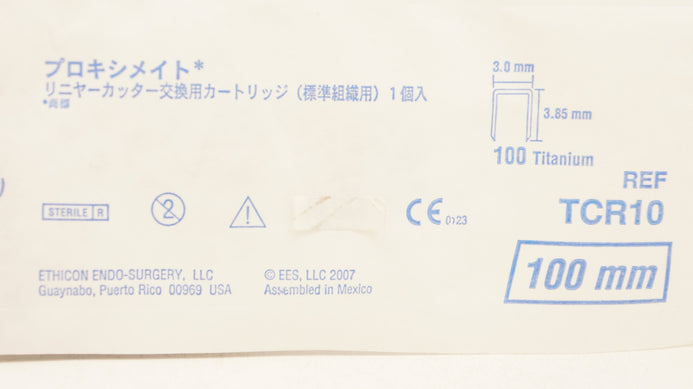 プロキシメイト*
リニヤーカッター交換用カートリッジ（標準組織用）1個入
*商標
3.0 mm
3.85 mm
100 Titanium
REF
TCR10
100 mm
STERILE R
2
CE 0123
ETHICON ENDO-SURGERY, LLC
Guaynabo, Puerto Rico 00969 USA
© EES, LLC 2007
Assembled in Mexico